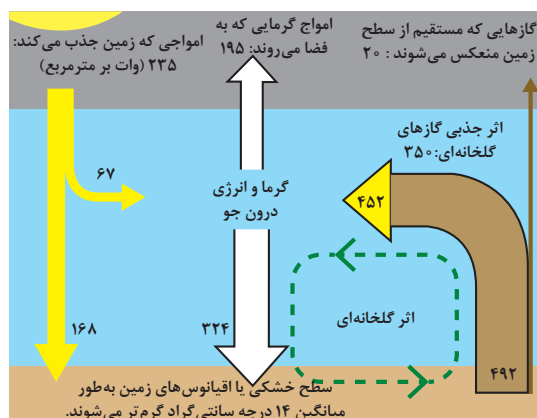 امواجی که زمین جذب می‌کند:
۲۳۵ (وات بر مترمربع)
امواج گرمایی که به
فضا می‌روند: ۱۹۵
گازهایی که مستقیم از سطح
زمین منعکس می‌شوند : ۲۰
اثر جذبی گازهای
گلخانه‌ای: ۳۵۰
۶۷
گرما و انرژی
درون جو
۴۵۲
اثر گلخانه‌ای
۱۶۸
۳۲۴
۴۹۲
سطح خشکی یا اقیانوس‌های زمین به‌طور
میانگین ۱۴ درجه سانتی‌گراد گرم‌تر می‌شوند.